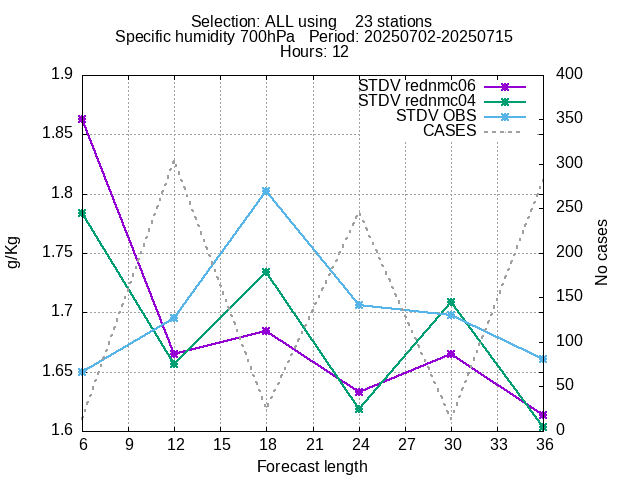 Selection: ALL using    23 stations
Specific humidity 700hPa   Period: 20250702-20250715
Hours: 12
1.9
1.85
1.8
1.75
1.7
1.65
1.6
g/Kg
STDV rednmc06
STDV rednmc04
STDV OBS
CASES
400
350
300
250
200
150
100
50
0
No cases
6 9 12 15 18 21 24 27 30 33 36
Forecast length